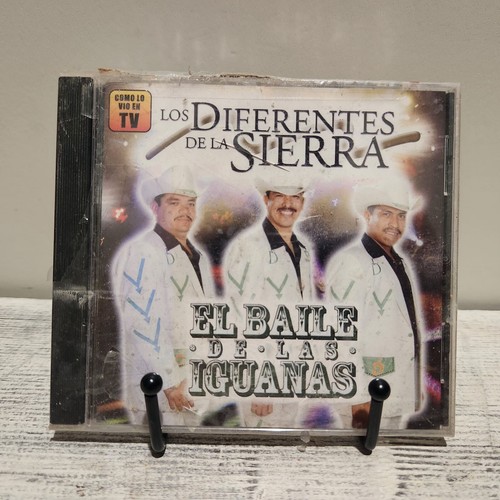 COMO LO
VIO EN
TV
LOS DIFERENTES
DE LA SIERRA
EL BAILE
·DE·LAS·
IGUANAS